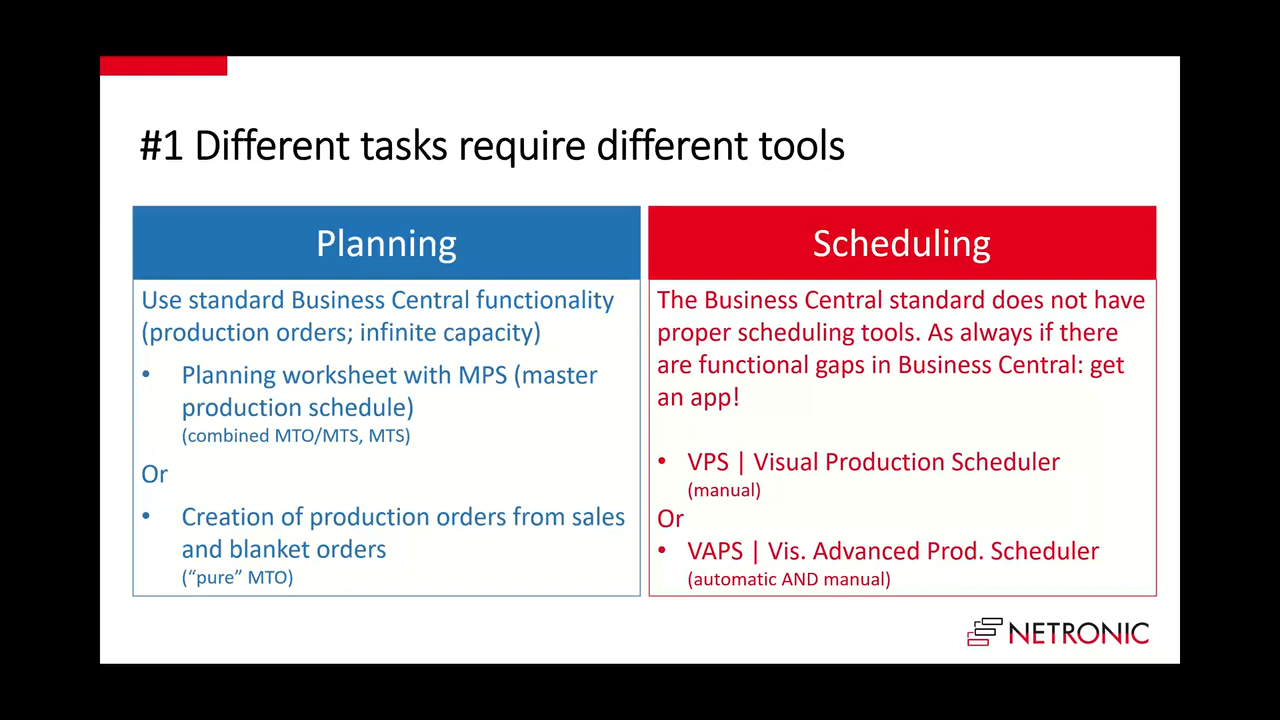 #1 Different tasks require different tools
Planning
Use standard Business Central functionality
(production orders; infinite capacity)
• Planning worksheet with MPS (master
production schedule)
(combined MTO/MTS, MTS)
Or
• Creation of production orders from sales
and blanket orders
(“pure” MTO)
Scheduling
The Business Central standard does not have
proper scheduling tools. As always if there
are functional gaps in Business Central: get
an app!
• VPS | Visual Production Scheduler
(manual)
Or
• VAPS | Vis. Advanced Prod. Scheduler
(automatic AND manual)
NETRONIC